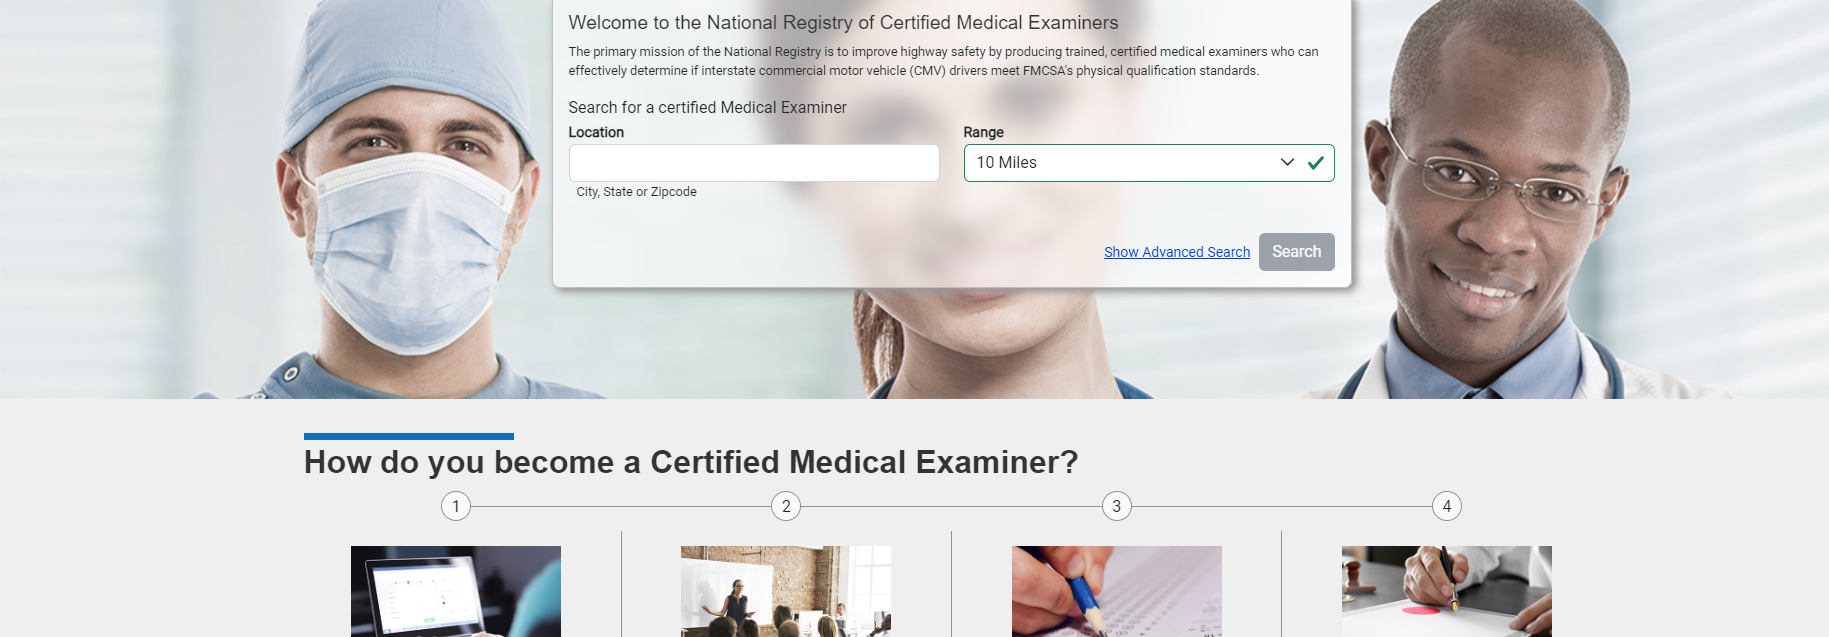 Welcome to the National Registry of Certified Medical Examiners
The primary mission of the National Registry is to improve highway safety by producing trained, certified medical examiners who can
effectively determine if interstate commercial motor vehicle (CMV) drivers meet FMCSA's physical qualification standards.
Search for a certified Medical Examiner
Location
Range
10 Miles
City, State or Zipcode
Show Advanced Search
Search
How do you become a Certified Medical Examiner?
1
2
3
4